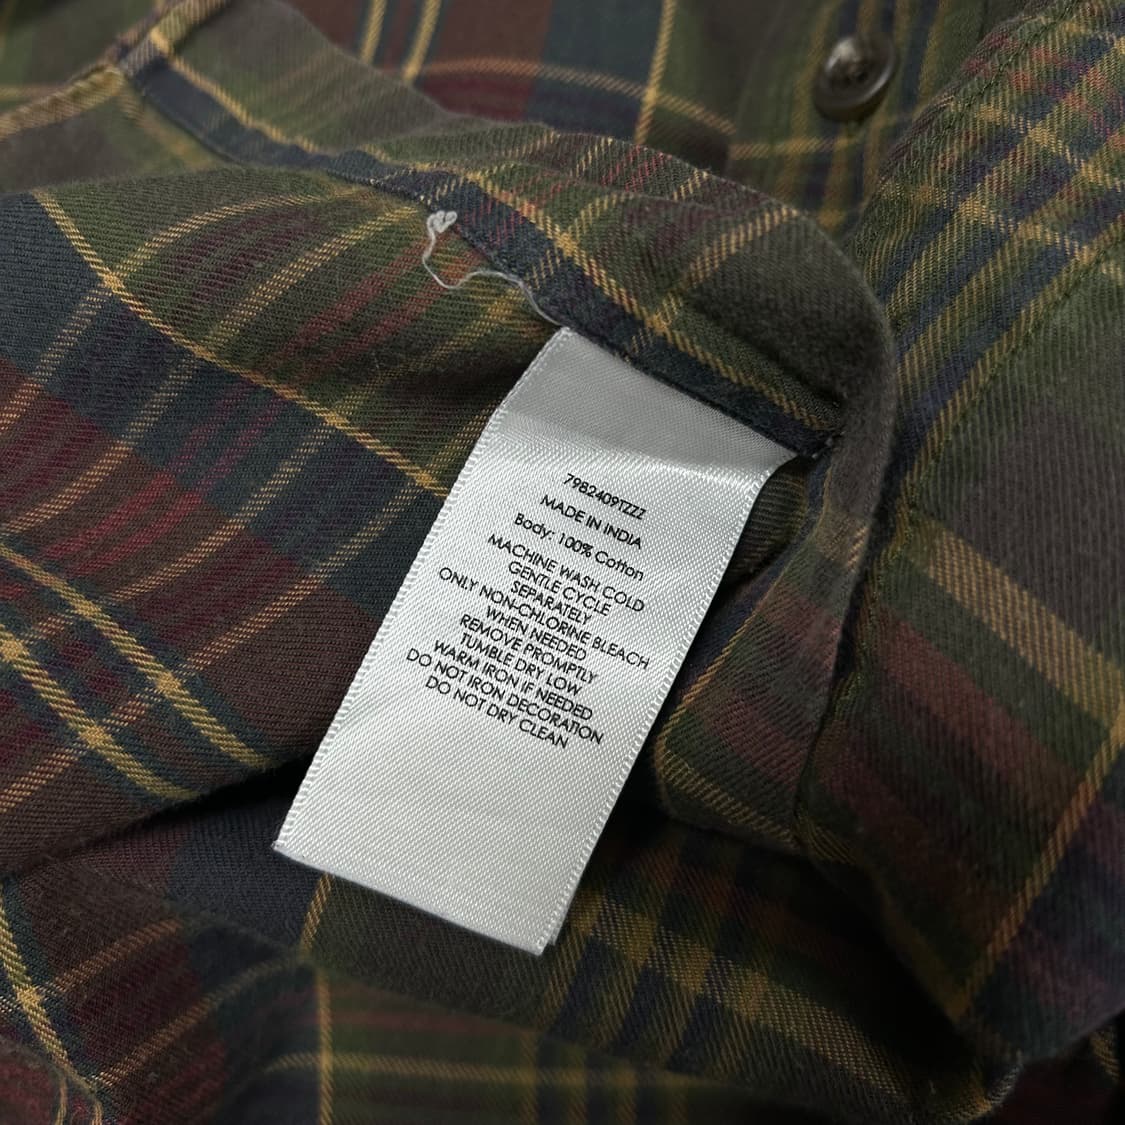 7982409TZZZ
MADE IN INDIA
Body: 100% Cotton
MACHINE WASH COLD
GENTLE CYCLE
SEPARATELY
ONLY NON-CHLORINE BLEACH
WHEN NEEDED
REMOVE PROMPTLY
TUMBLE DRY LOW
WARM IRON IF NEEDED
DO NOT IRON DECORATION
DO NOT DRY CLEAN